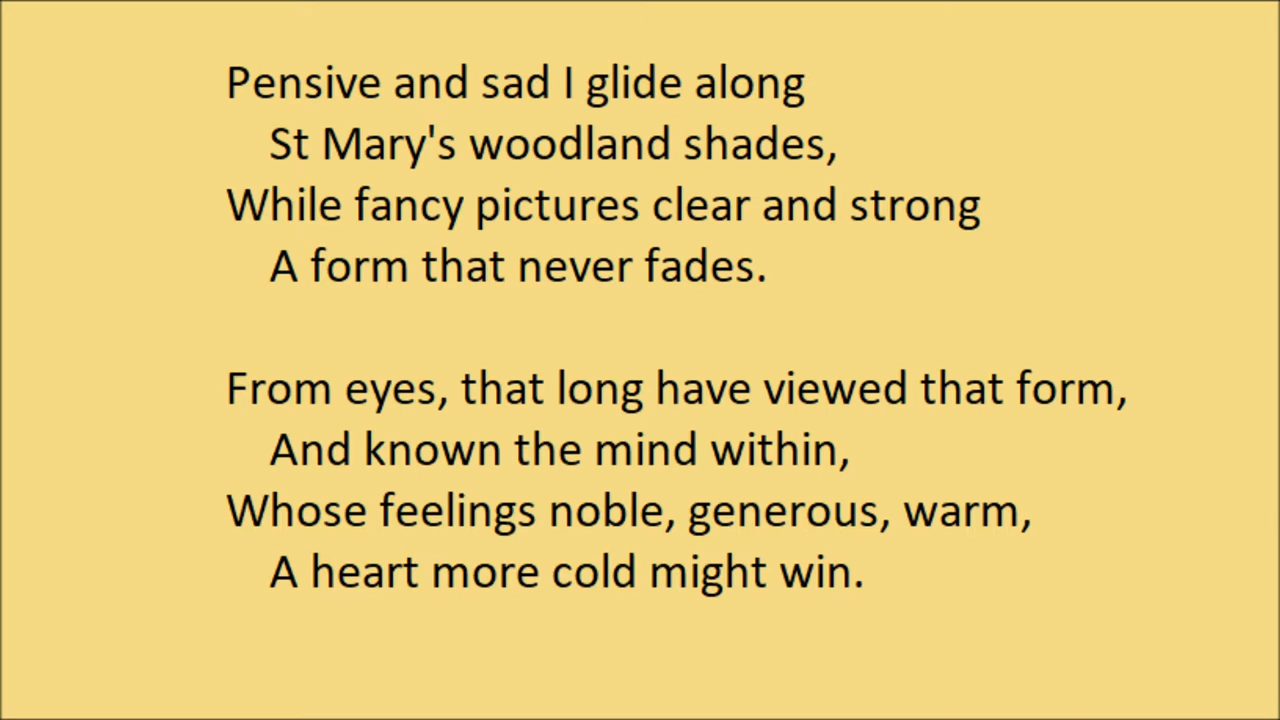 Pensive and sad I glide along
St Mary's woodland shades,
While fancy pictures clear and strong
A form that never fades.

From eyes, that long have viewed that form,
And known the mind within,
Whose feelings noble, generous, warm,
A heart more cold might win.